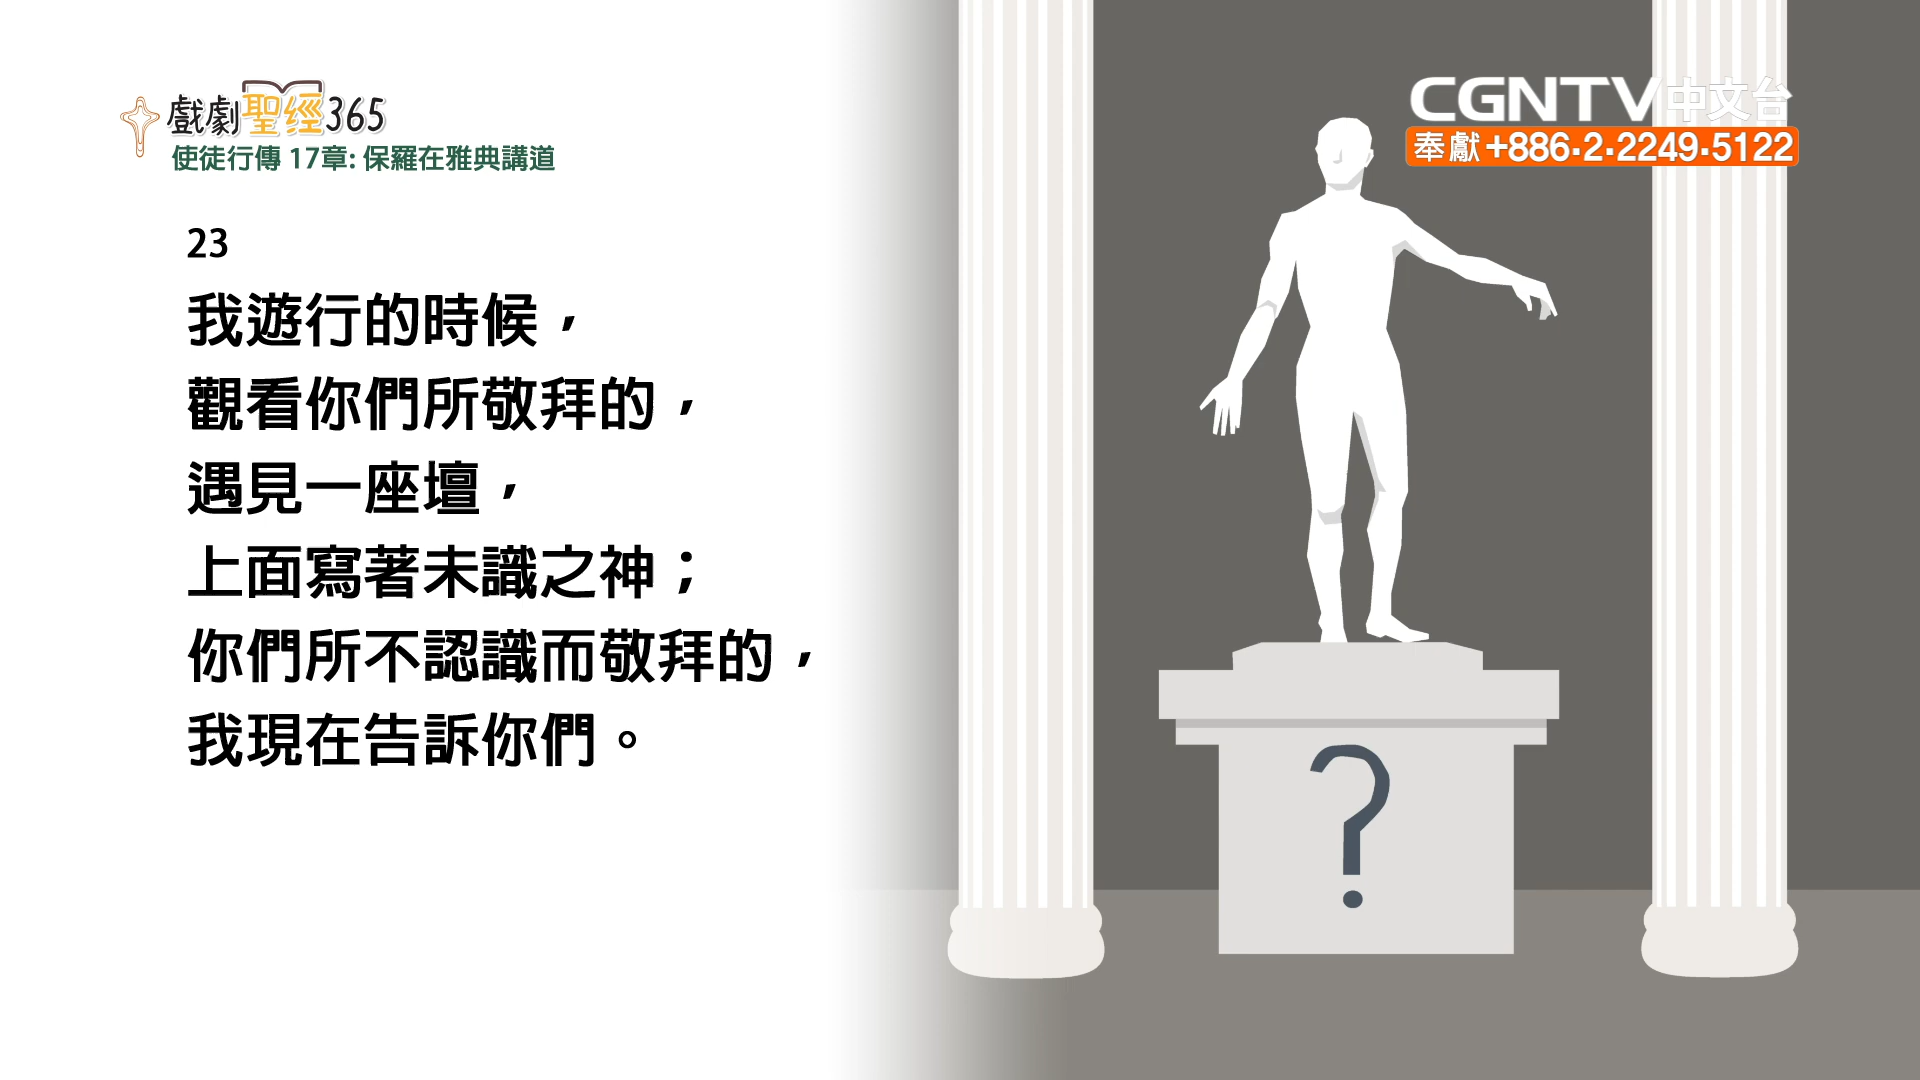 戲劇聖經365
使徒行傳 17章: 保羅在雅典講道
CGNTV中文台
奉獻 +886·2·2249·5122
23
我遊行的時候，
觀看你們所敬拜的，
遇見一座壇，
上面寫著未識之神；
你們所不認識而敬拜的，
我現在告訴你們。
?